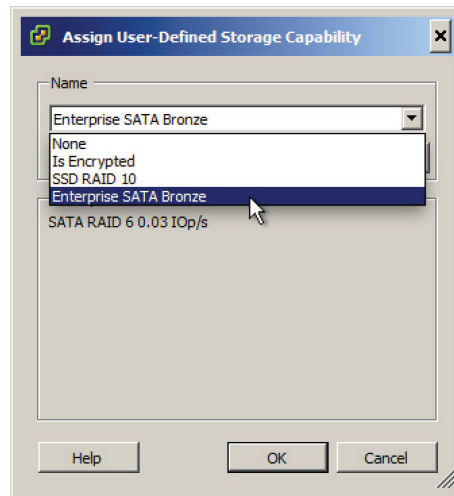 Assign User-Defined Storage Capability
Name
Enterprise SATA Bronze
None
Is Encrypted
SSD RAID 10
Enterprise SATA Bronze
SATA RAID 6 0.03 IOp/s
Help
OK
Cancel